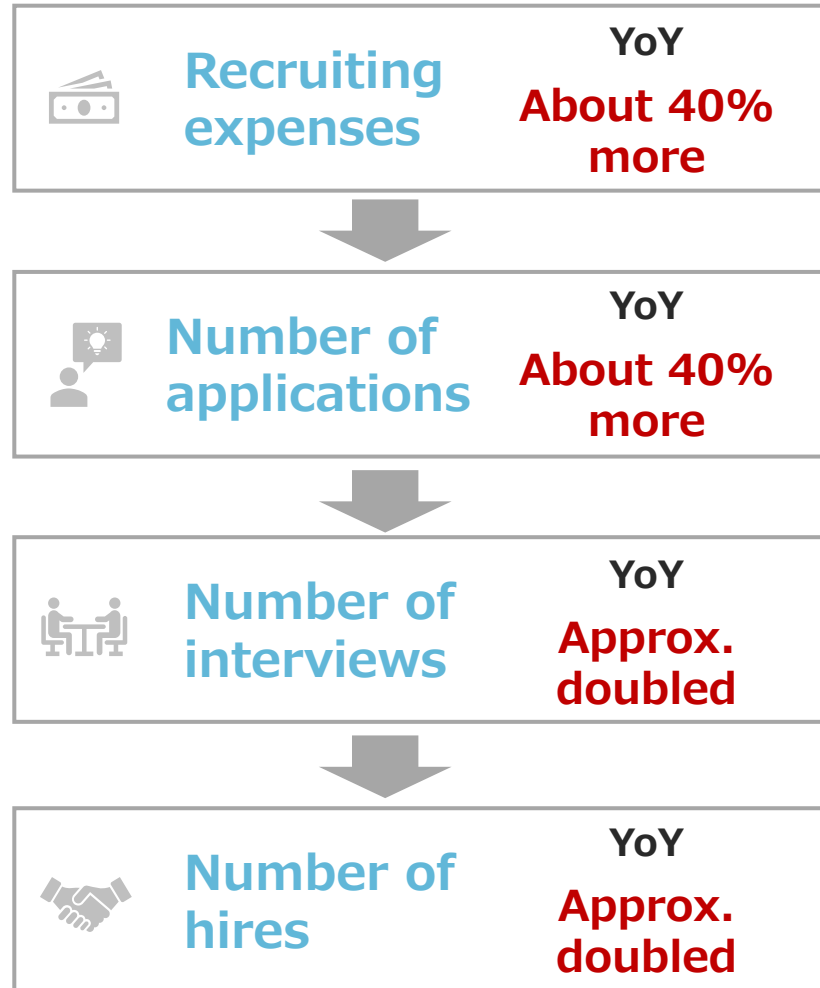 Recruiting
expenses
YoY
About 40%
more
Number of
applications
YoY
About 40%
more
Number of
interviews
YoY
Approx.
doubled
Number of
hires
YoY
Approx.
doubled